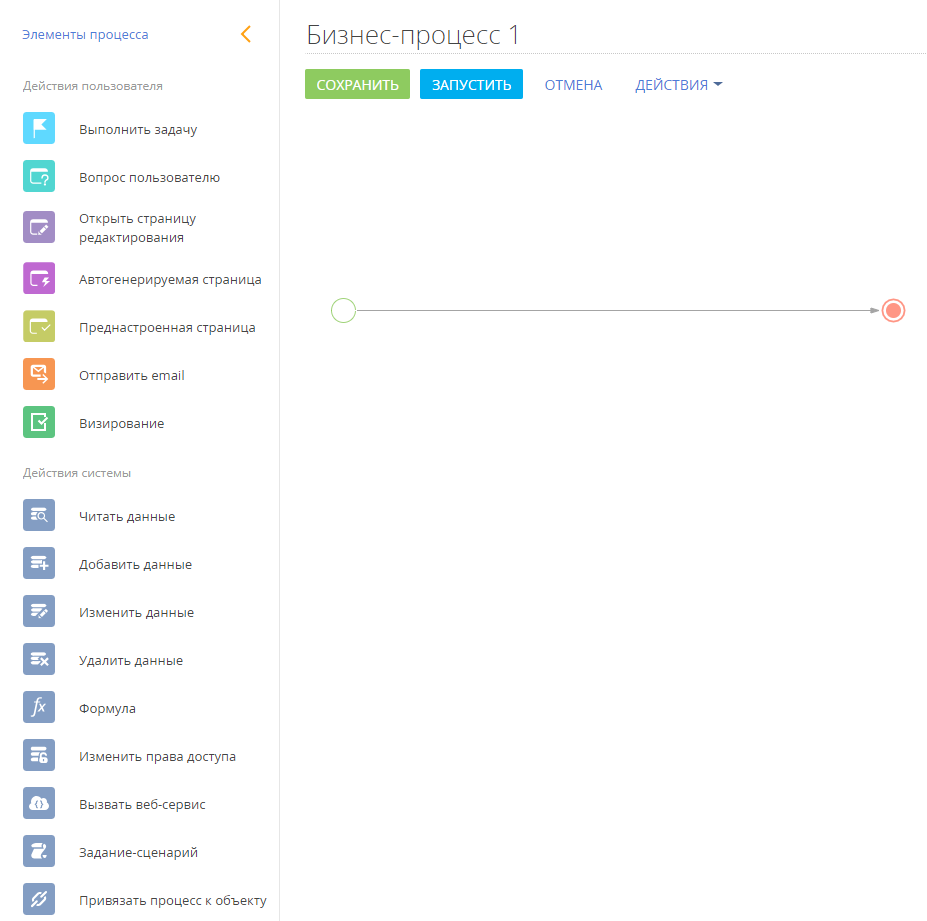 Элементы процесса
Действия пользователя
Выполнить задачу
Вопрос пользователю
Открыть страницу
редактирования
Автогенерируемая страница
Преднастроенная страница
Отправить email
Визирование
Действия системы
Читать данные
Добавить данные
Изменить данные
Удалить данные
fx
Формула
Изменить права доступа
Вызвать веб-сервис
Задание-сценарий
Привязать процесс к объекту
Бизнес-процесс 1
СОХРАНИТЬ ЗАПУСТИТЬ ОТМЕНА ДЕЙСТВИЯ